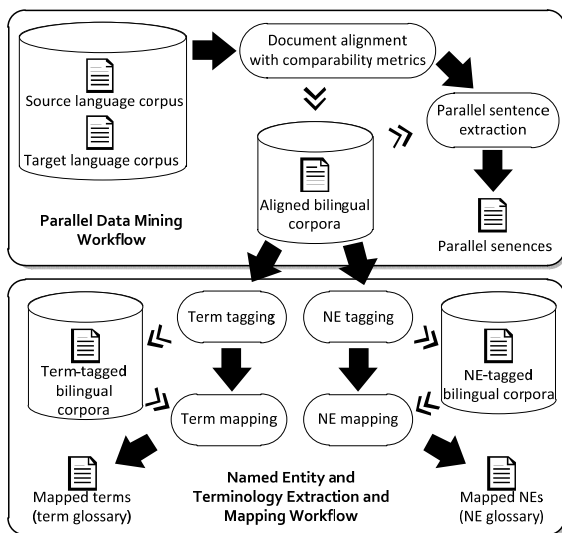 Document alignment
with comparability metrics
Source language corpus
Target language corpus
Parallel sentence
extraction
Aligned bilingual
corpora
Parallel Data Mining
Workflow
Parallel senences
Term tagging
NE tagging
Term-tagged
bilingual
corpora
NE-tagged
bilingual corpora
Term mapping
NE mapping
Mapped terms
(term glossary)
Named Entity and
Terminology Extraction and
Mapping Workflow
Mapped NEs
(NE glossary)